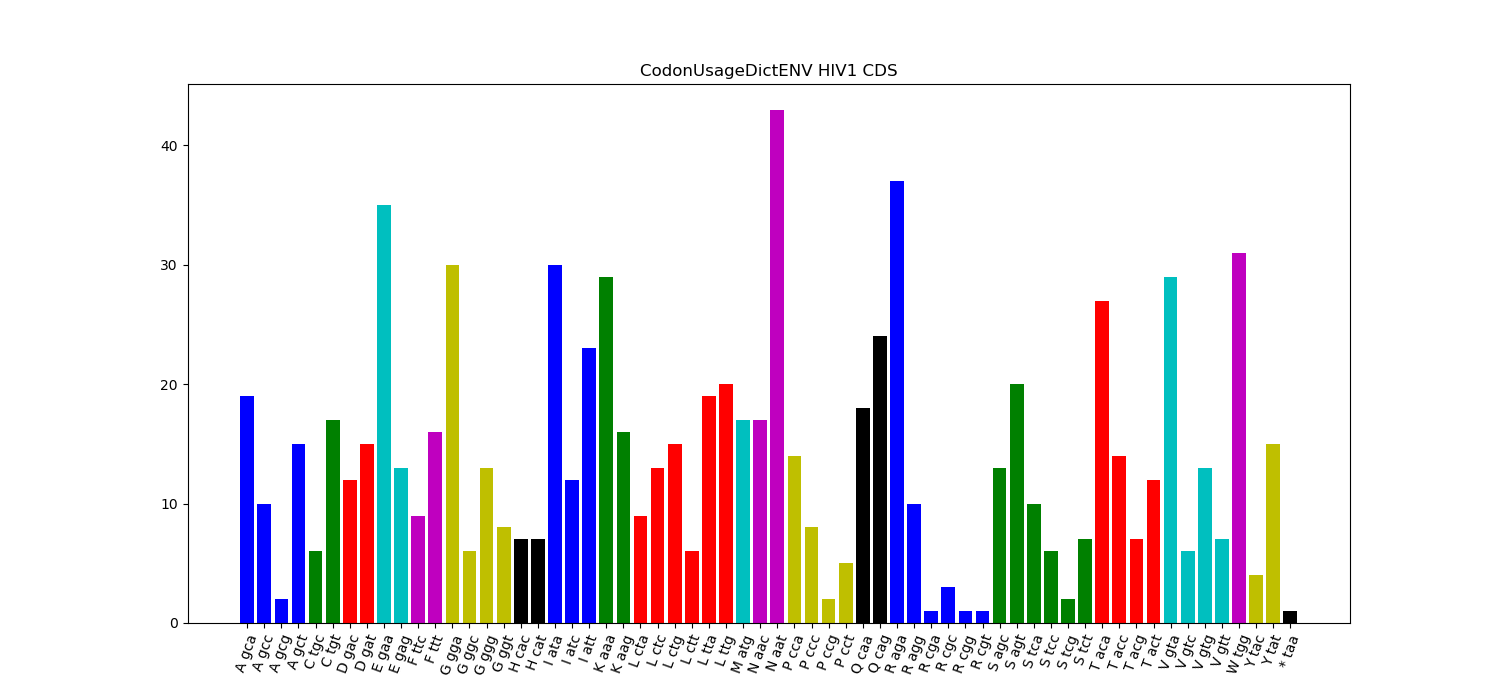 CodonUsageDictENV HIV1 CDS
40
30
20
10
0
A gca
A gcc
A gcg
A gct
C tgc
C tgt
D gac
D gat
E gaa
E gag
F ttc
F ttt
G gga
G ggc
G ggg
G ggt
H cac
H cat
I ata
I atc
I att
K aaa
K aag
L cta
L ctc
L ctg
L ctt
L tta
L ttg
M atg
N aac
N aat
P cca
P ccc
P ccg
P cct
Q caa
Q cag
R aga
R agg
R cga
R cgc
R cgg
R cgt
S agc
S agt
S tca
S tcc
S tcg
S tct
T aca
T acc
T acg
T act
V gta
V gtc
V gtg
V gtt
W tgg
Y tac
Y tat
* taa